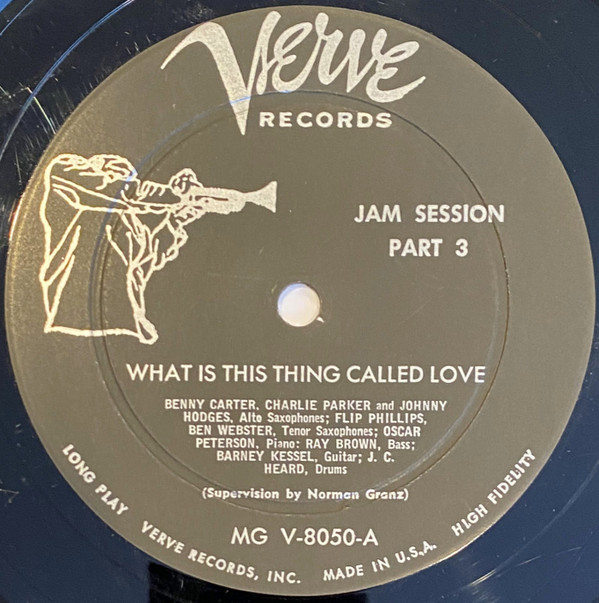 Verve
RECORDS
JAM SESSION
PART 3
WHAT IS THIS THING CALLED LOVE
BENNY CARTER, CHARLIE PARKER and JOHNNY
HODGES, Alto Saxophones; FLIP PHILLIPS,
BEN WEBSTER, Tenor Saxophones; OSCAR
PETERSON, Piano: RAY BROWN, Bass;
BARNEY KESSEL, Guitar; J. C.
HEARD, Drums
(Supervision by Norman Granz)
MG V-8050-A
LONG PLAY VERVE RECORDS, INC. MADE IN U.S.A. HIGH FIDELITY